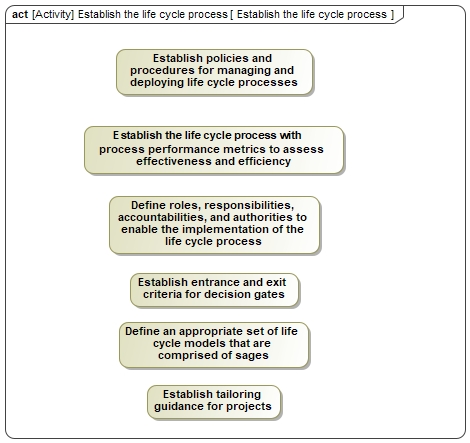 act [Activity] Establish the life cycle process [ Establish the life cycle process ]
Establish policies and
procedures for managing and
deploying life cycle processes
Establish the life cycle process with
process performance metrics to assess
effectiveness and efficiency
Define roles, responsibilities,
accountabilities, and authorities to
enable the implementation of the
life cycle process
Establish entrance and exit
criteria for decision gates
Define an appropriate set of life
cycle models that are
comprised of sages
Establish tailoring
guidance for projects